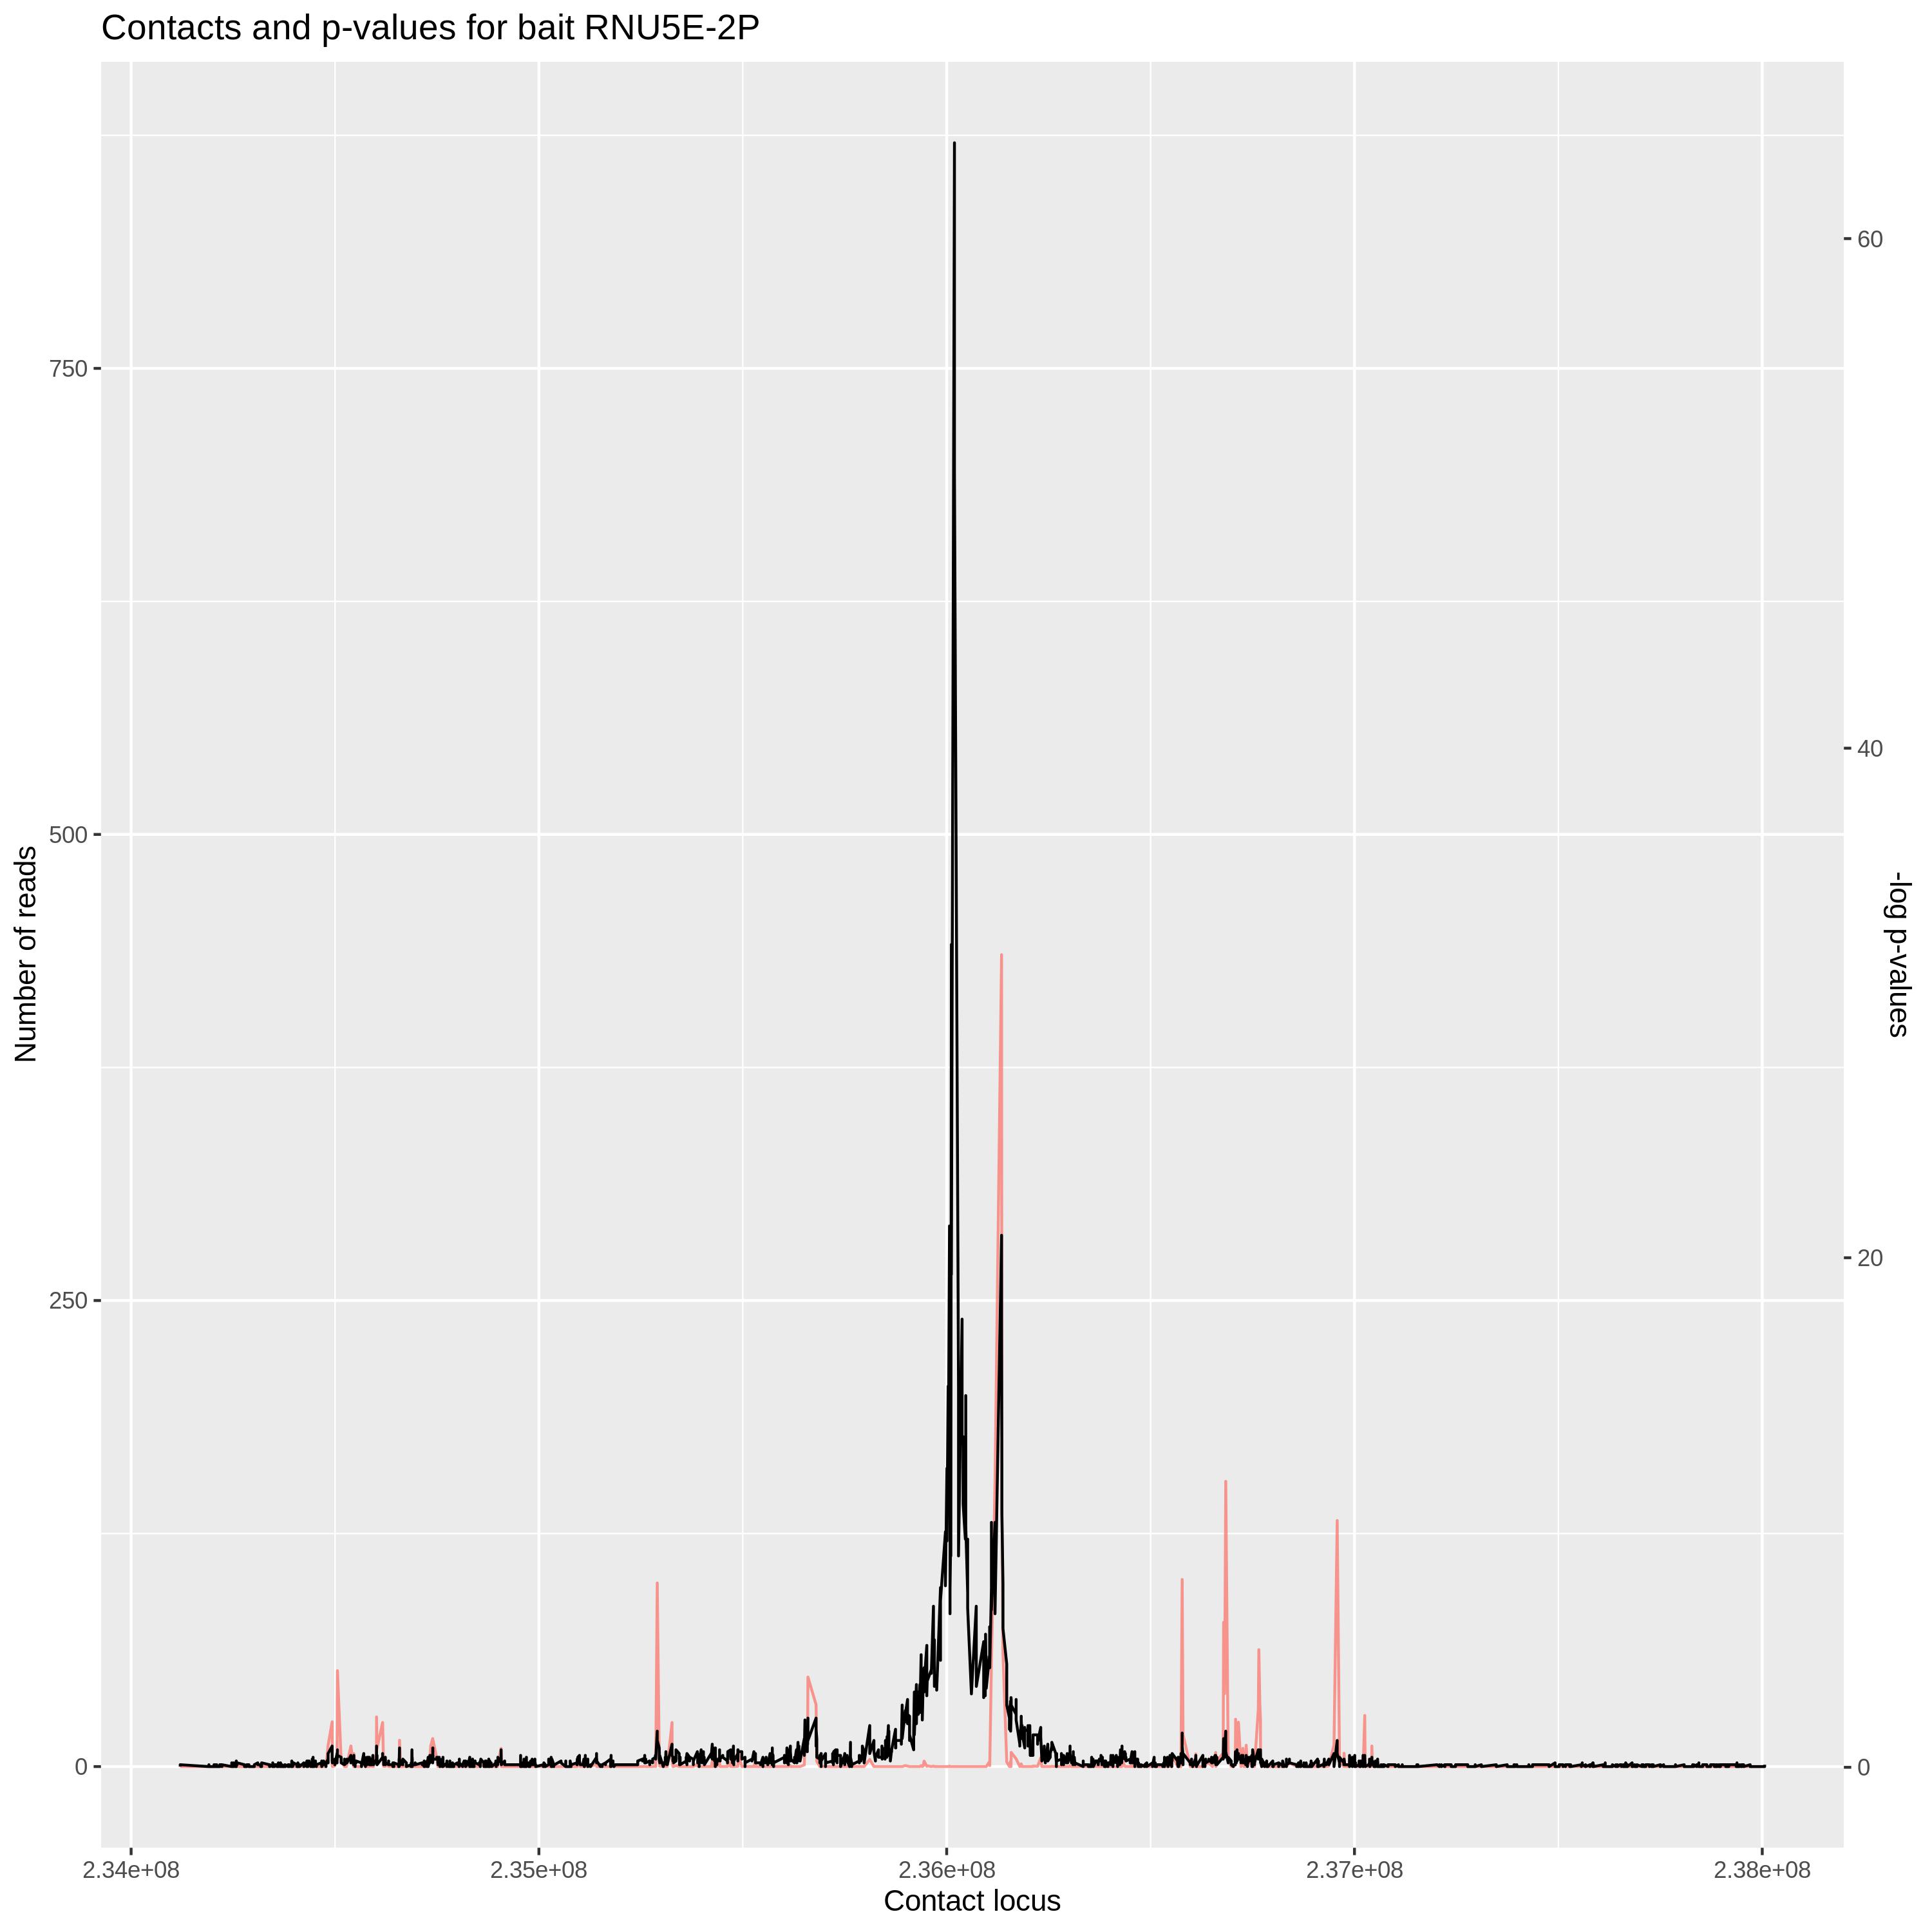 Contacts and p-values for bait RNU5E-2P
750
500
250
0
Number of reads
60
40
20
0
-log p-values
2.34e+08
2.35e+08
2.36e+08
2.37e+08
2.38e+08
Contact locus